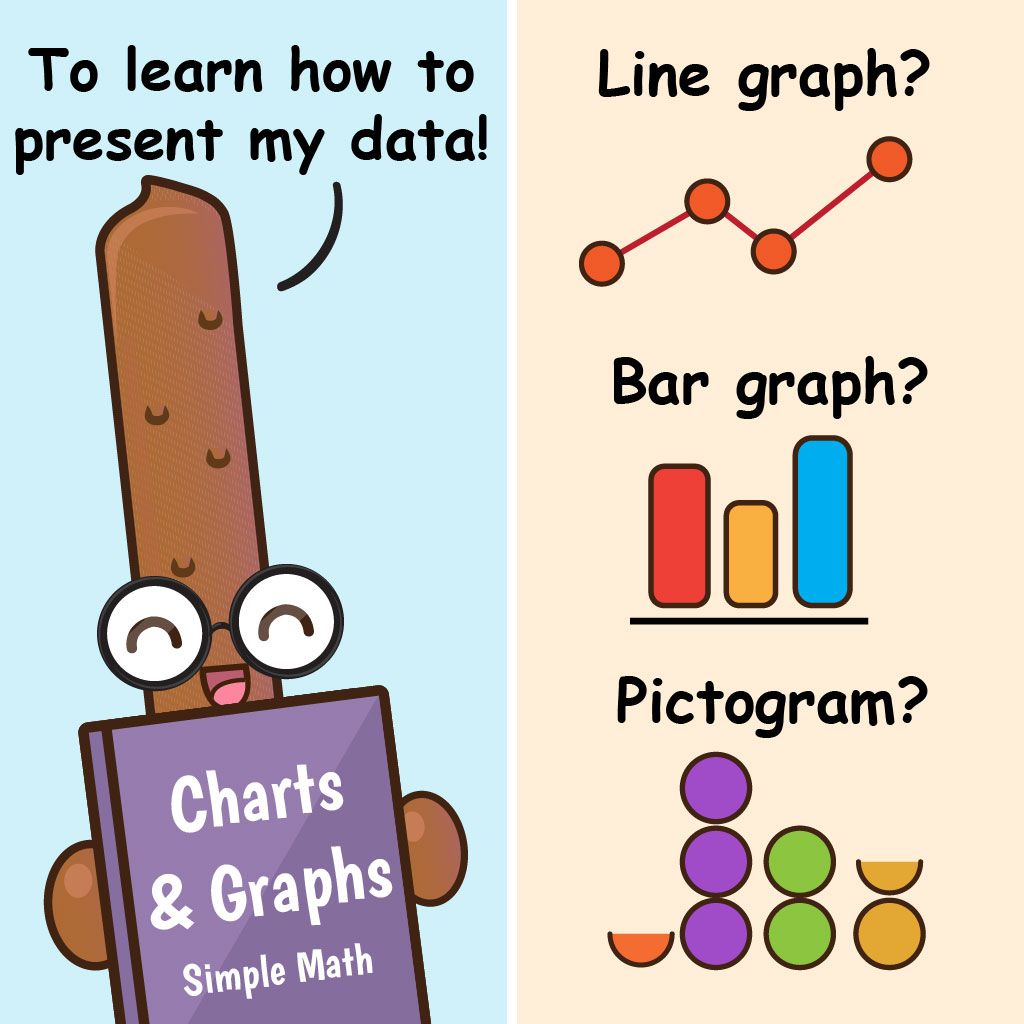 To learn how to
present my data!
Charts
& Graphs
Simple Math
Line graph?
Bar graph?
Pictogram?